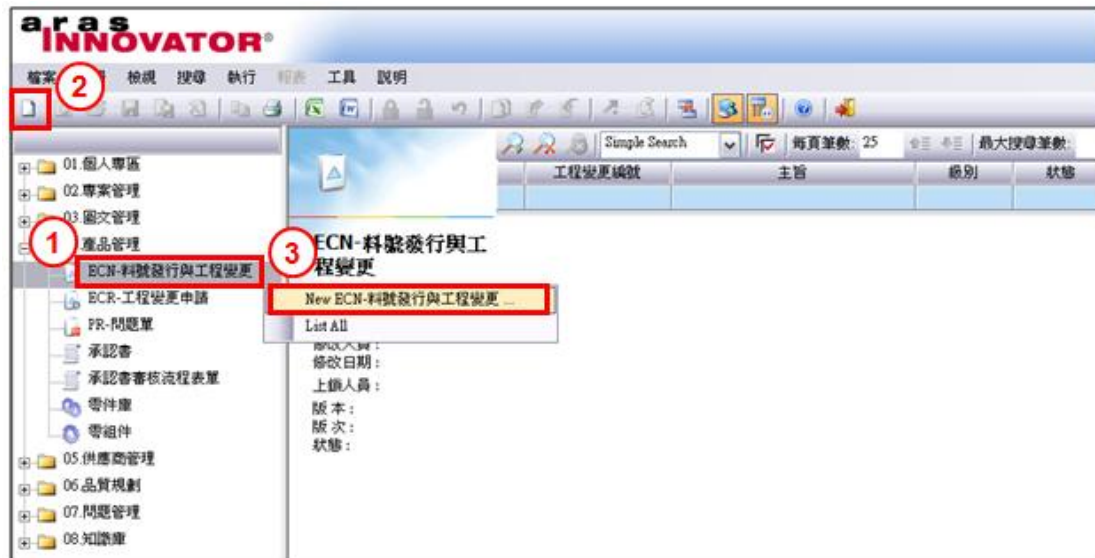 aras
INNOVATOR®
檔案 檢視 搜尋 執行 報表 工具 説明
2
Simple Search 每頁筆數: 25 最大搜尋筆數:
工程變更編號 主旨 級別 狀態
01.個人專區
02.專案管理
03.圖文管理
1
產品管理
ECN-料號發行與工程變更
ECR-工程變更申請
PR-問題單
承認書
承認書審核流程表單
零件庫
零組件
05.供應商管理
06.品質規劃
07.問題管理
08.知識庫
ECN-料號發行與工
程變更
3
New ECN-料號發行與工程變更 ...
List All
修改人員:
修改日期:
上鎖人員:
版本:
版次:
狀態: